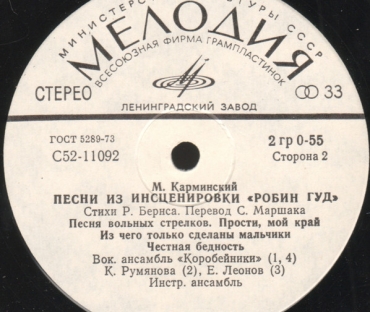 МИНИСТЕРСТВО КУЛЬТУРЫ СССР
МЕЛОДИЯ
ВСЕСОЮЗНАЯ ФИРМА ГРАМПЛАСТИНОК
СТЕРЕО
33
ЛЕНИНГРАДСКИЙ ЗАВОД
ГОСТ 5289-73
2 гр 0-55
С52-11092
Сторона 2
М. Карминский
ПЕСНИ ИЗ ИНСЦЕНИРОВКИ «РОБИН ГУД»
Стихи Р. Бернса. Перевод С. Маршака
Песня вольных стрелков. Прости, мой край
Из чего только сделаны мальчики
Честная бедность
Вок. ансамбль «Коробейники» (1, 4)
К. Румянова (2), Е. Леонов (3)
Инстр. ансамбль